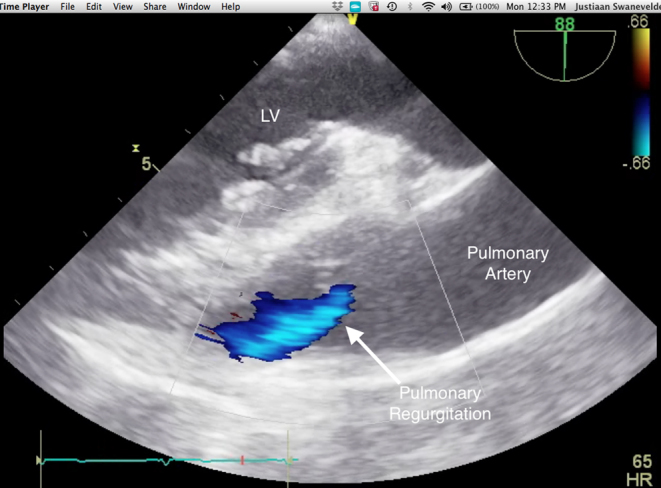 Time Player File Edit View Share Window Help (100%) Mon 12:33 PM Justiaan Swanevelde
88
.66
-.66
LV
5
Pulmonary
Artery
Pulmonary
Regurgitation
65
HR